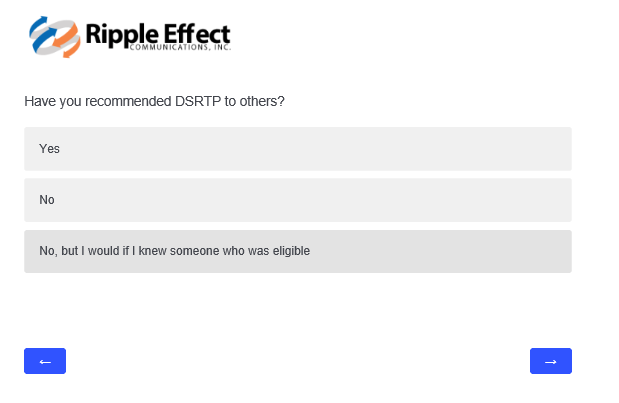 Ripple Effect
COMMUNICATIONS, INC.
Have you recommended DSRTP to others?
Yes
No
No, but I would if I knew someone who was eligible
← →